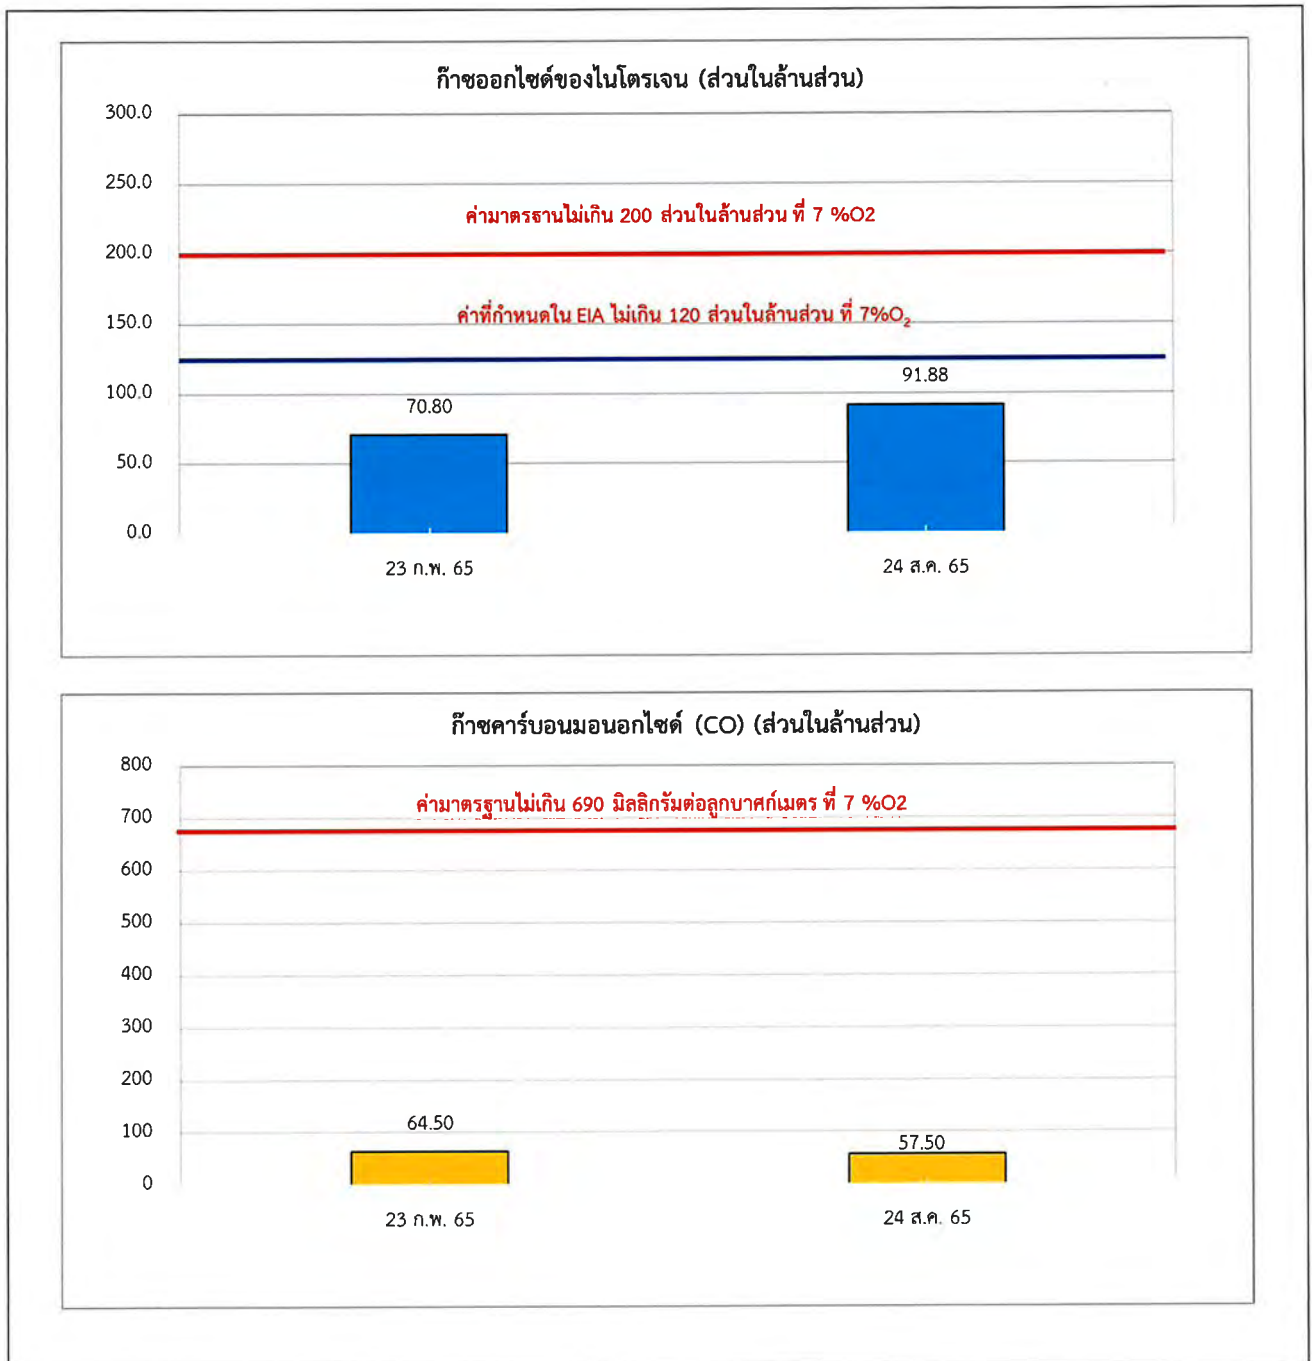 ก๊าซออกไซด์ของไนโตรเจน (ส่วนในล้านส่วน)
300.0
250.0
ค่ามาตรฐานไม่เกิน 200 ส่วนในล้านส่วน ที่ 7 %O2
200.0
ค่าที่กำหนดใน EIA ไม่เกิน 120 ส่วนในล้านส่วน ที่ 7%O₂
150.0
91.88
100.0
70.80
50.0
0.0
23 ก.พ. 65
24 ส.ค. 65
ก๊าซคาร์บอนมอนอกไซด์ (CO) (ส่วนในล้านส่วน)
800
ค่ามาตรฐานไม่เกิน 690 มิลลิกรัมต่อลูกบาศก์เมตร ที่ 7 %O2
700
600
500
400
300
200
100
64.50
57.50
0
23 ก.พ. 65
24 ส.ค. 65